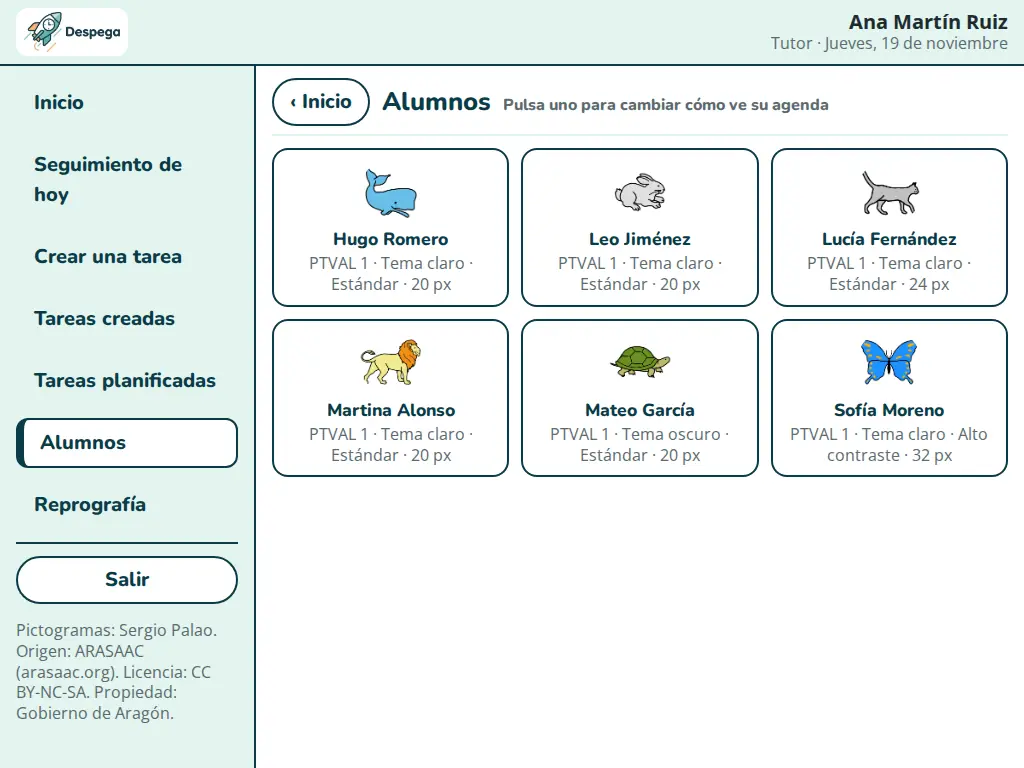 Despega
Ana Martín Ruiz
Tutor · Jueves, 19 de noviembre
Inicio
Seguimiento de
hoy
Crear una tarea
Tareas creadas
Tareas planificadas
Alumnos
Reprografía
Salir
Pictogramas: Sergio Palao.
Origen: ARASAAC
(arasaac.org). Licencia: CC
BY-NC-SA. Propiedad:
Gobierno de Aragón.
‹ Inicio
Alumnos
Pulsa uno para cambiar cómo ve su agenda
Hugo Romero
PTVAL 1 · Tema claro ·
Estándar · 20 px
Leo Jiménez
PTVAL 1 · Tema claro ·
Estándar · 20 px
Lucía Fernández
PTVAL 1 · Tema claro ·
Estándar · 24 px
Martina Alonso
PTVAL 1 · Tema claro ·
Estándar · 20 px
Mateo García
PTVAL 1 · Tema oscuro ·
Estándar · 20 px
Sofía Moreno
PTVAL 1 · Tema claro · Alto
contraste · 32 px